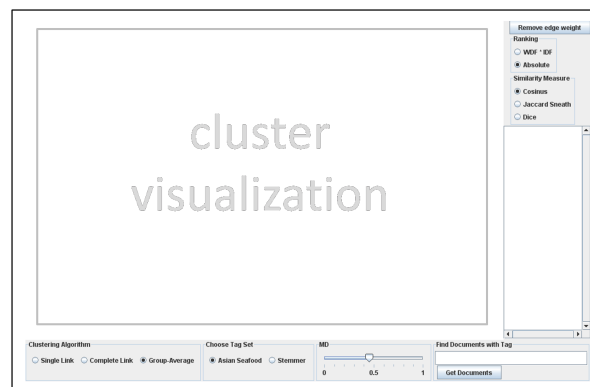 Remove edge weight
Ranking
WDF * IDF
Absolute
Similarity Measure
Cosinus
Jaccard Sneath
Dice
cluster
visualization
Clustering Algorithm
Single Link Complete Link Group-Average
Choose Tag Set
Asian Seafood Stemmer
MD
0 0.5 1
Find Documents with Tag
Get Documents